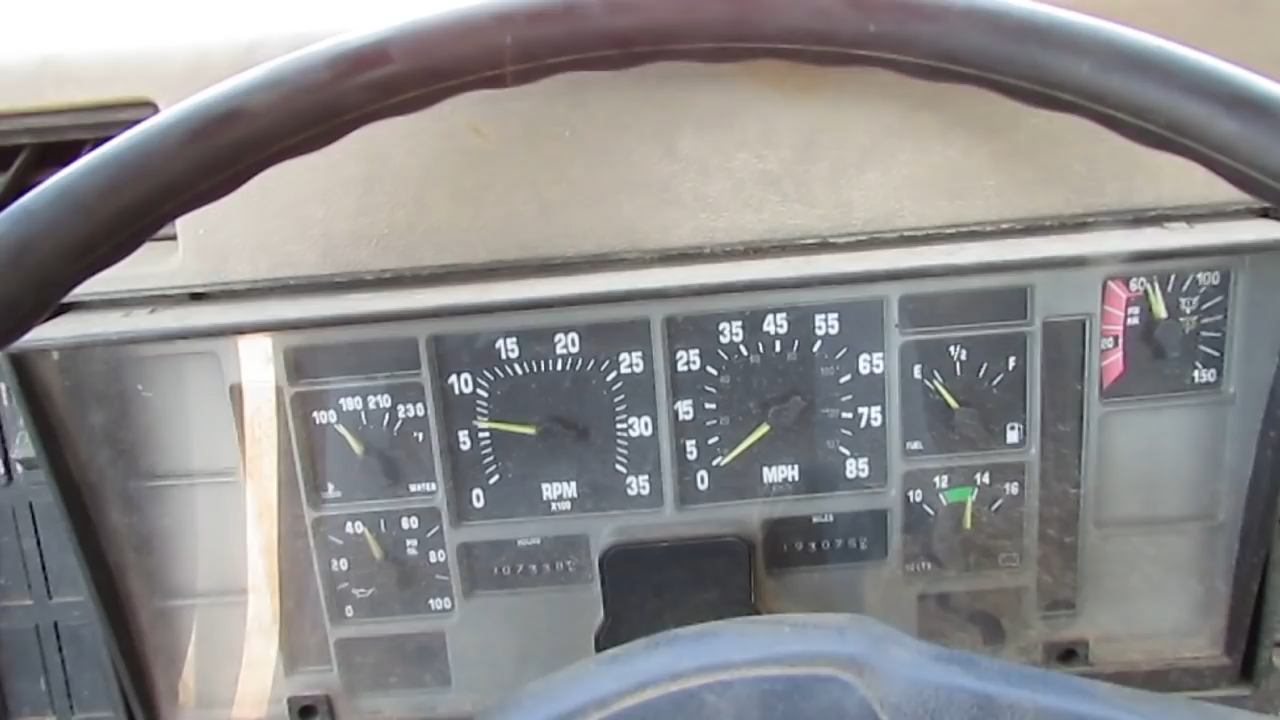 100 180 210 230
°F
WATER
40 60
20 PSI 80
0 100
0 5 10 15 20 25 30 35
RPM
X100
HOURS
0 5 15 25 35 45 55 65 75 85
MPH
MILES
E 1/2 F
FUEL
10 12 14 16
VOLTS
60 100
20
150